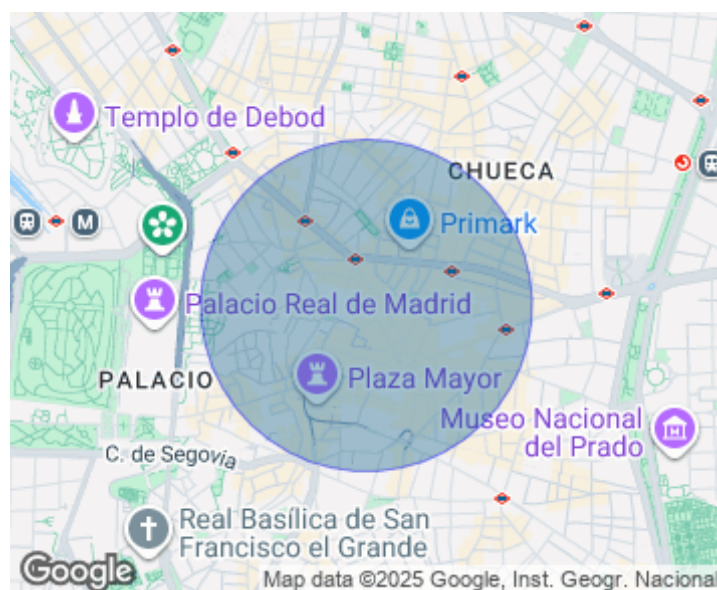 Templo de Debod
CHUECA
Primark
M
Palacio Real de Madrid
PALACIO
Plaza Mayor
Museo Nacional
del Prado
C. de Segovia
Real Basílica de San
Francisco el Grande
Google
Map data ©2025 Google, Inst. Geogr. Nacional